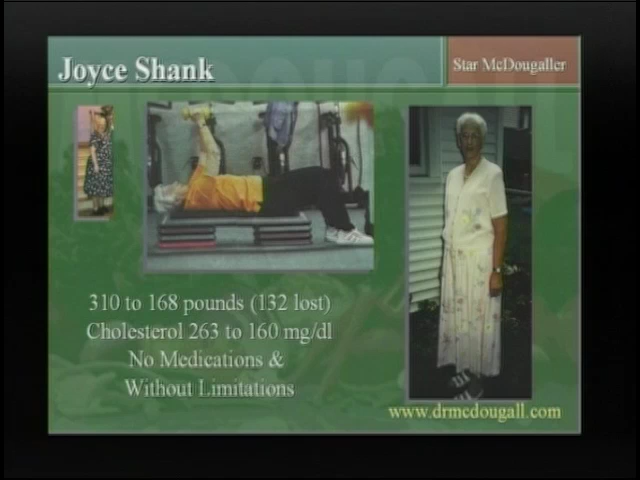 Joyce Shank
Star McDougaller
310 to 168 pounds (132 lost)
Cholesterol 263 to 160 mg/dl
No Medications &
Without Limitations
www.drmcdougall.com